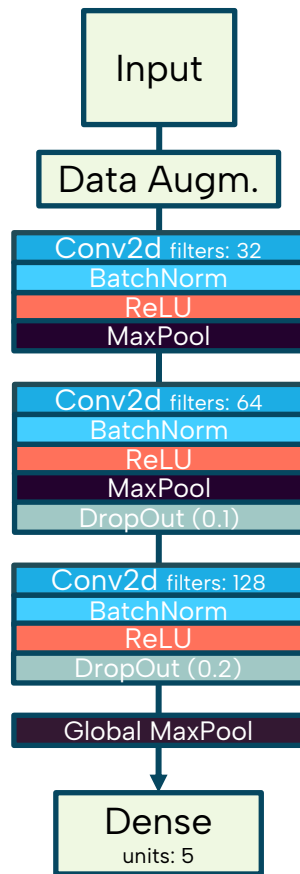 Input
Data Augm.
Conv2d filters: 32
BatchNorm
ReLU
MaxPool
Conv2d filters: 64
BatchNorm
ReLU
MaxPool
DropOut (0.1)
Conv2d filters: 128
BatchNorm
ReLU
DropOut (0.2)
Global MaxPool
Dense
units: 5